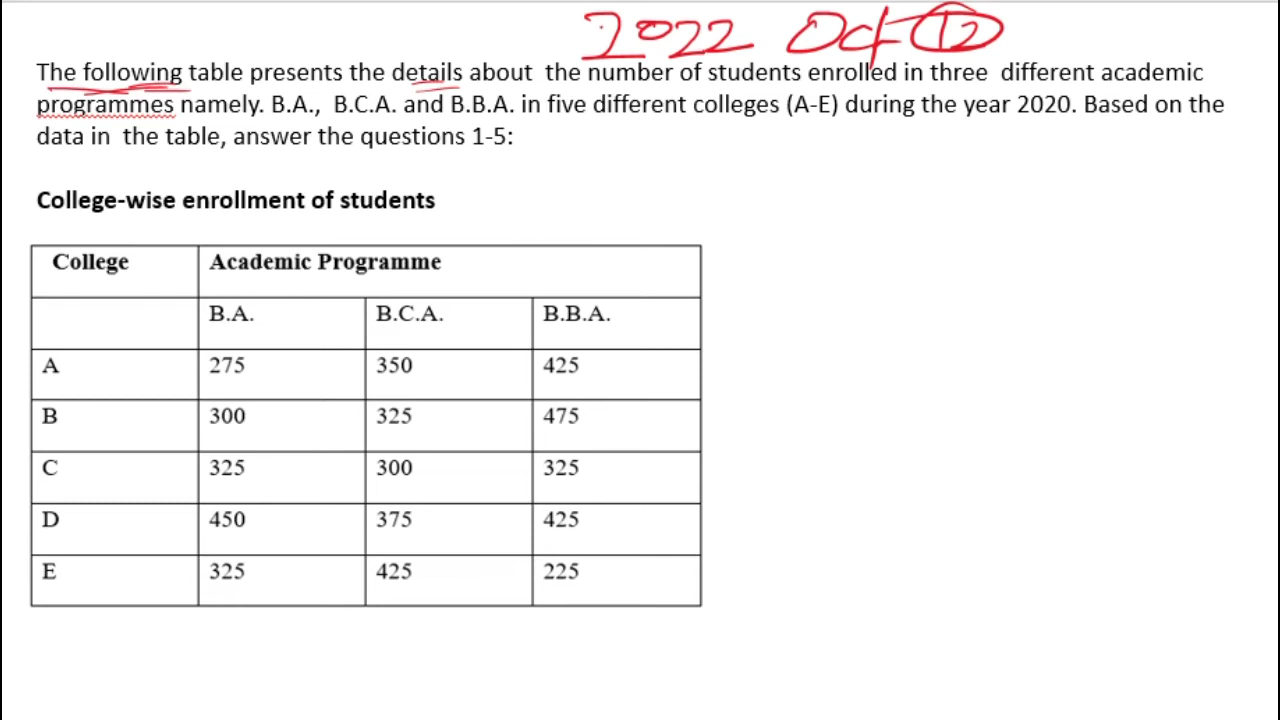 2022 Oct 12
The following table presents the details about the number of students enrolled in three different academic
programmes namely. B.A., B.C.A. and B.B.A. in five different colleges (A-E) during the year 2020. Based on the
data in the table, answer the questions 1-5:
College-wise enrollment of students
College Academic Programme
B.A. B.C.A. B.B.A.
A 275 350 425
B 300 325 475
C 325 300 325
D 450 375 425
E 325 425 225